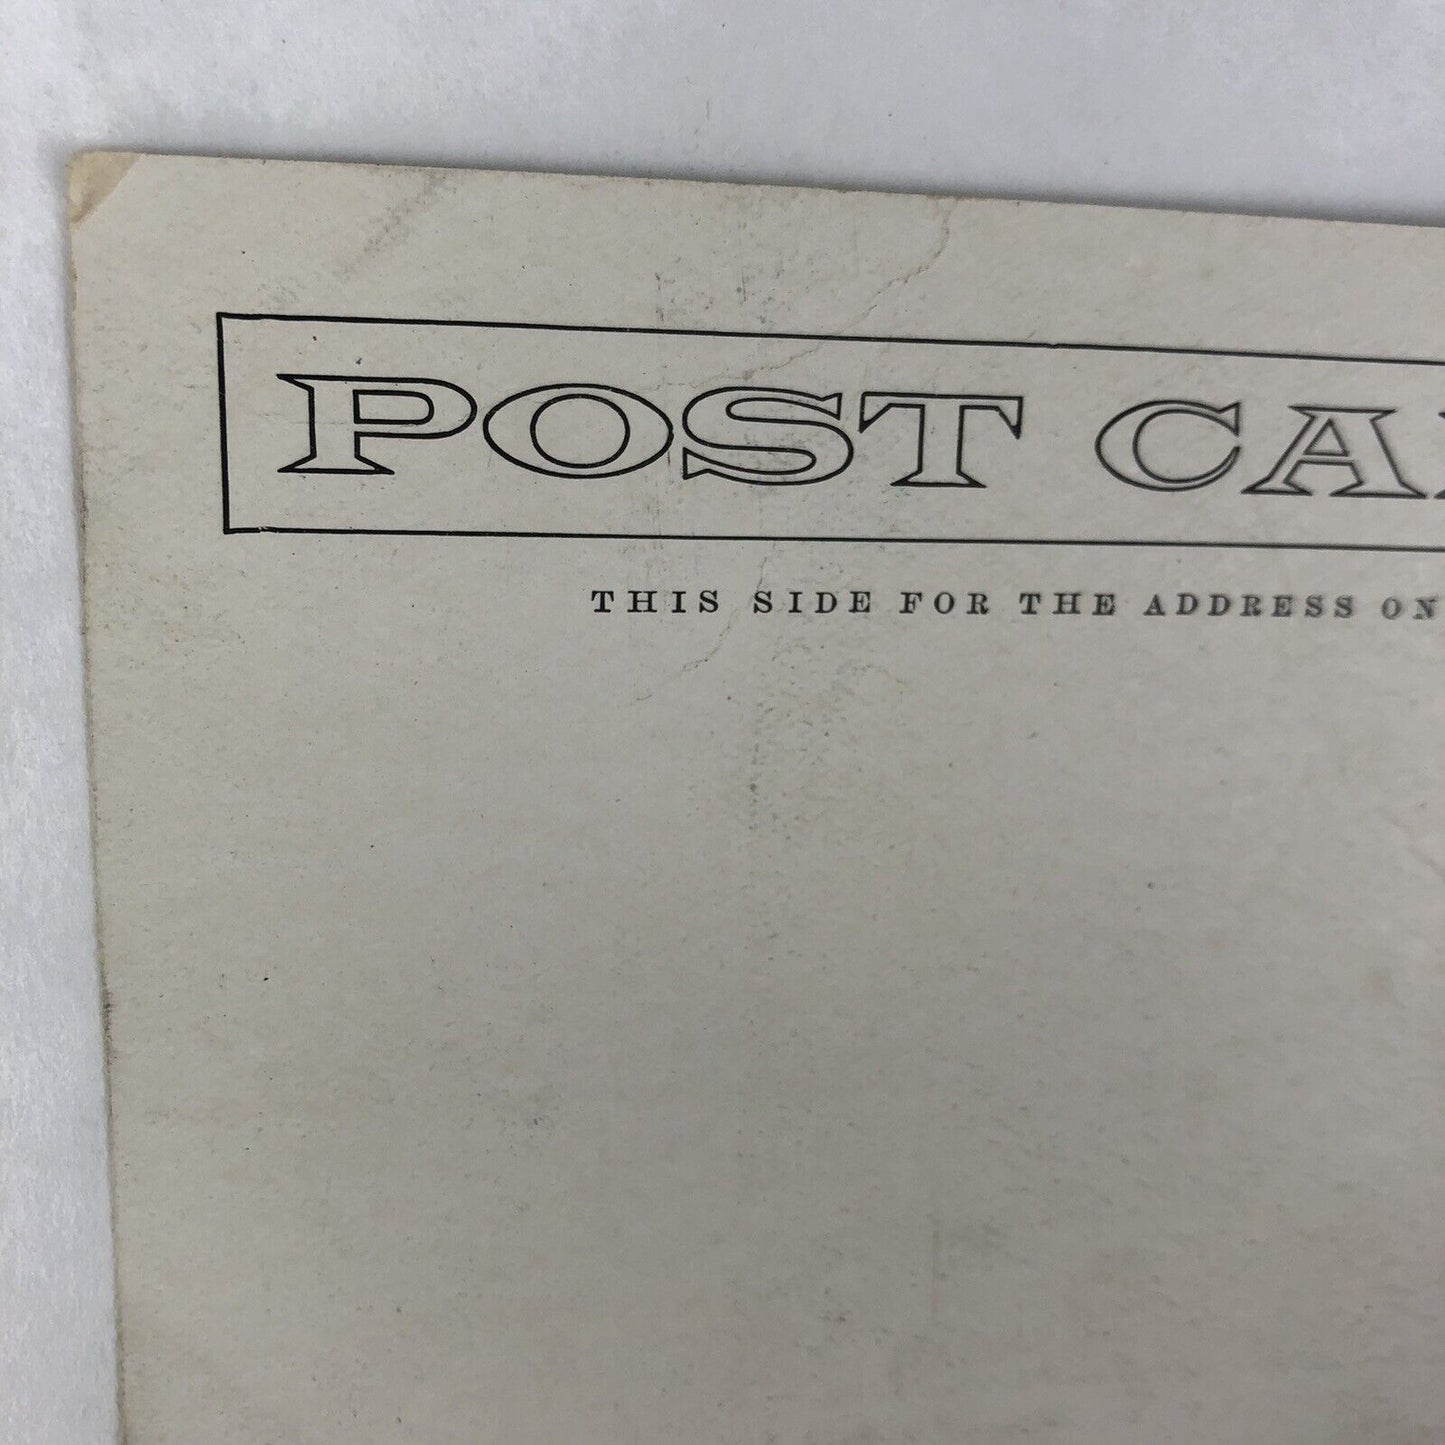 POST CA
THIS SIDE FOR THE ADDRESS ON